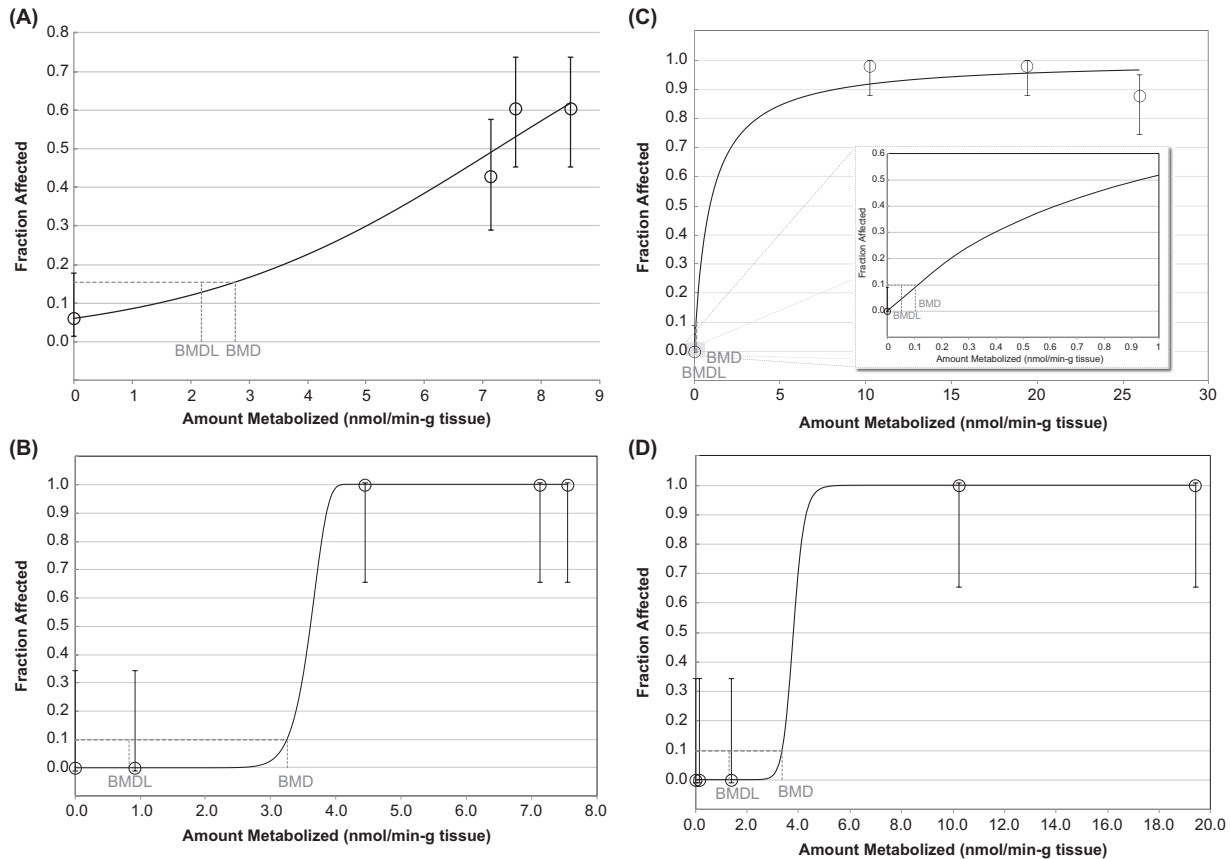 (A)
0.8
0.7
0.6
0.5
0.4
0.3
0.2
0.1
0.0
Fraction Affected
BMDL BMD
0 1 2 3 4 5 6 7 8 9
Amount Metabolized (nmol/min-g tissue)
(C)
1.0
0.9
0.8
0.7
0.6
0.5
0.4
0.3
0.2
0.1
0.0
Fraction Affected
BMD
BMDL
0 5 10 15 20 25 30
Amount Metabolized (nmol/min-g tissue)
0.6
0.5
0.4
0.3
0.2
0.1
0.0
Fraction Affected
BMD
BMDL
0 0.1 0.2 0.3 0.4 0.5 0.6 0.7 0.8 0.9 1
Amount Metabolized (nmol/min-g tissue)
(B)
1.0
0.9
0.8
0.7
0.6
0.5
0.4
0.3
0.2
0.1
0.0
Fraction Affected
BMDL BMD
0 1.0 2.0 3.0 4.0 5.0 6.0 7.0 8.0
Amount Metabolized (nmol/min-g tissue)
(D)
1.0
0.9
0.8
0.7
0.6
0.5
0.4
0.3
0.2
0.1
0.0
Fraction Affected
BMDL BMD
0.0 2.0 4.0 6.0 8.0 10.0 12.0 14.0 16.0 18.0 20.0
Amount Metabolized (nmol/min-g tissue)